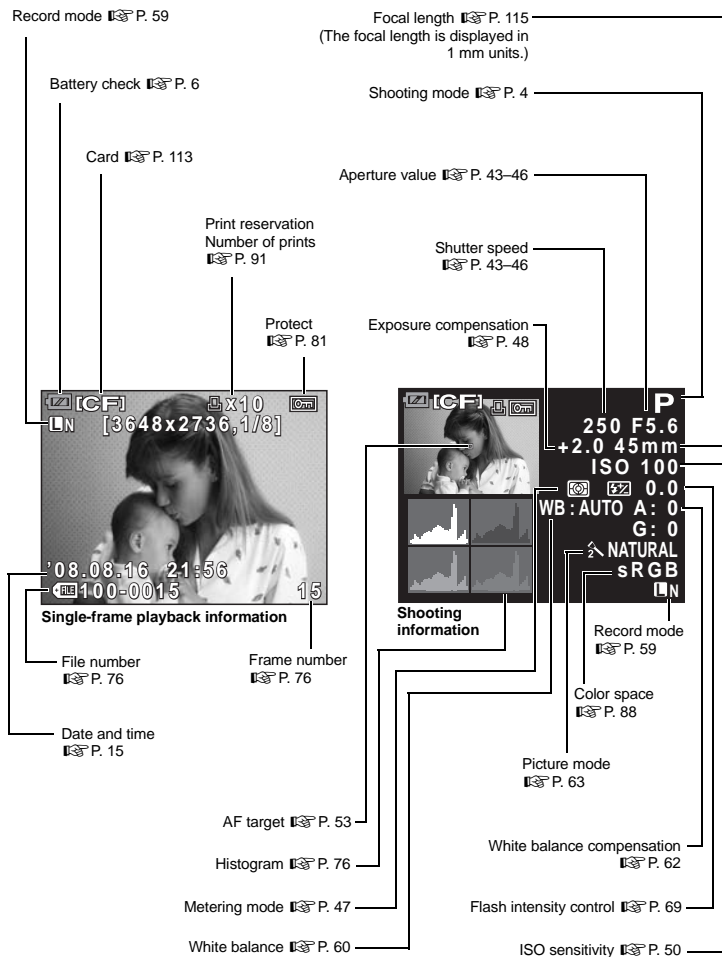 Record mode ☞ P. 59
Focal length ☞ P. 115
(The focal length is displayed in
1 mm units.)
Battery check ☞ P. 6
Shooting mode ☞ P. 4
Card ☞ P. 113
Aperture value ☞ P. 43–46
Print reservation
Number of prints
☞ P. 91
Shutter speed
☞ P. 43–46
Protect
☞ P. 81
Exposure compensation
☞ P. 48
[CF] x10
L N [3648x2736,1/8]
'08.08.16 21:56
FILE 100-0015 15
Single-frame playback information
[CF] P
250 F5.6
+2.0 45mm
ISO 100
0.0
WB : AUTO A: 0
G: 0
2 NATURAL
sRGB
L N
Shooting
information
File number
☞ P. 76
Frame number
☞ P. 76
Record mode
☞ P. 59
Date and time
☞ P. 15
Color space
☞ P. 88
Picture mode
☞ P. 63
AF target ☞ P. 53
Histogram ☞ P. 76
White balance compensation
☞ P. 62
Metering mode ☞ P. 47
Flash intensity control ☞ P. 69
White balance ☞ P. 60
ISO sensitivity ☞ P. 50